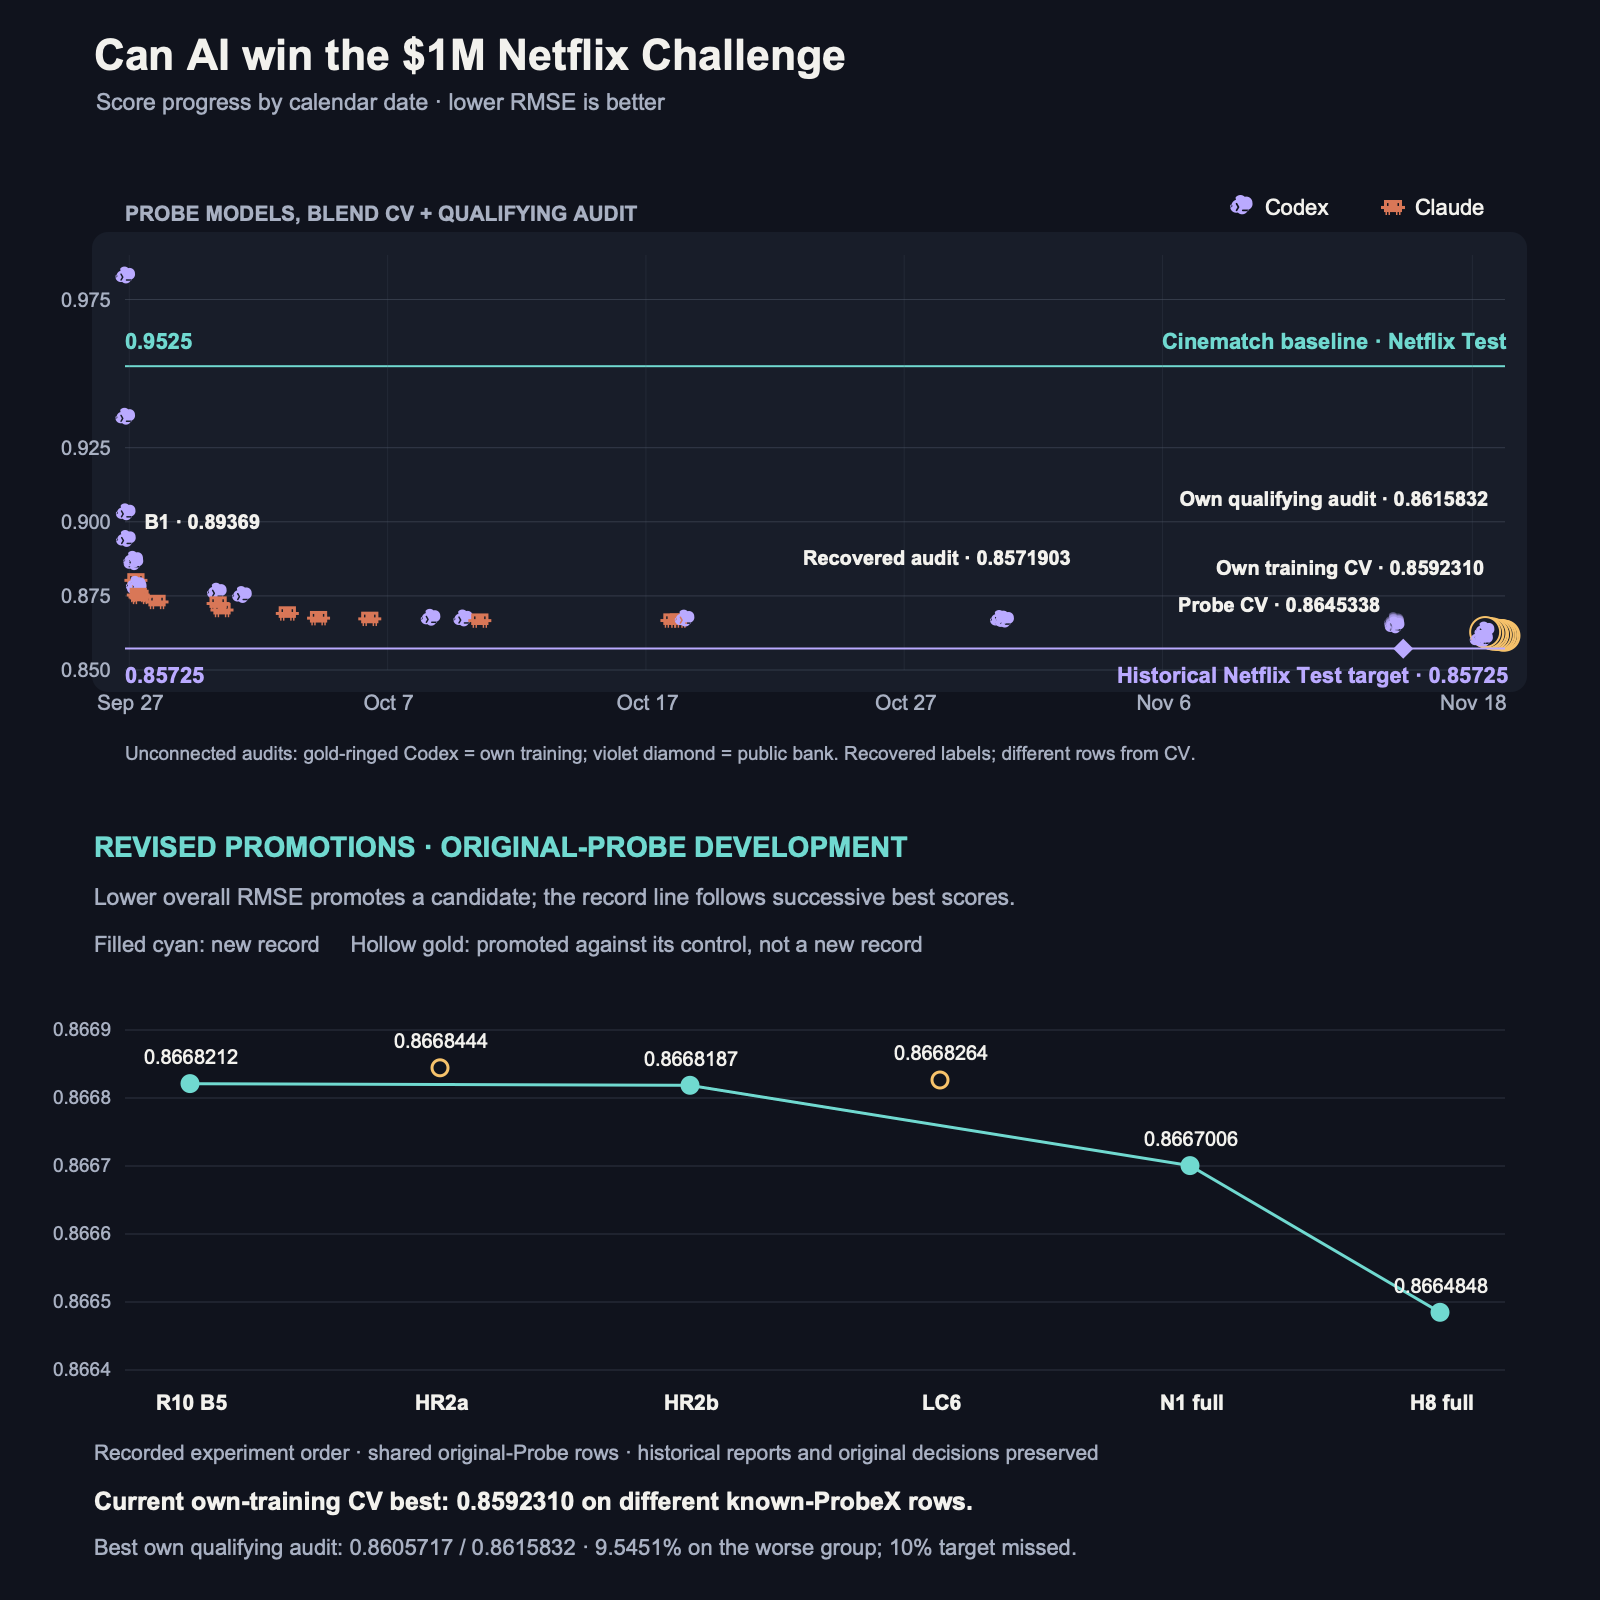 Can AI win the $1M Netflix Challenge
Score progress by calendar date · lower RMSE is better
PROBE MODELS, BLEND CV + QUALIFYING AUDIT
Codex
Claude
0.975
0.9525
Cinematch baseline · Netflix Test
0.925
Own qualifying audit · 0.8615832
0.900
B1 · 0.89369
Recovered audit · 0.8571903
Own training CV · 0.8592310
0.875
Probe CV · 0.8645338
0.850
0.85725
Historical Netflix Test target · 0.85725
Sep 27
Oct 7
Oct 17
Oct 27
Nov 6
Nov 18
Unconnected audits: gold-ringed Codex = own training; violet diamond = public bank. Recovered labels; different rows from CV.
REVISED PROMOTIONS · ORIGINAL-PROBE DEVELOPMENT
Lower overall RMSE promotes a candidate; the record line follows successive best scores.
Filled cyan: new record
Hollow gold: promoted against its control, not a new record
0.8669
0.8668212
0.8668444
0.8668187
0.8668264
0.8668
0.8667006
0.8667
0.8666
0.8664848
0.8665
0.8664
R10 B5
HR2a
HR2b
LC6
N1 full
H8 full
Recorded experiment order · shared original-Probe rows · historical reports and original decisions preserved
Current own-training CV best: 0.8592310 on different known-ProbeX rows.
Best own qualifying audit: 0.8605717 / 0.8615832 · 9.5451% on the worse group; 10% target missed.